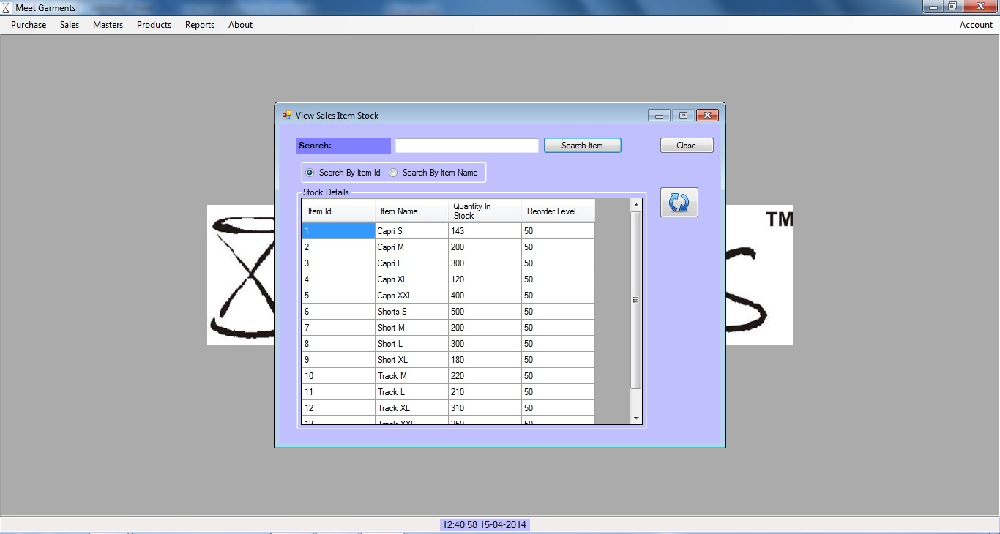 Meet Garments
Purchase Sales Masters Products Reports About Account
View Sales Item Stock
Search: Search Item Close
Search By Item Id Search By Item Name
Stock Details
Item Id Item Name Quantity In Stock Reorder Level
1 Capri S 143 50
2 Capri M 200 50
3 Capri L 300 50
4 Capri XL 120 50
5 Capri XXL 400 50
6 Shorts S 500 50
7 Short M 200 50
8 Short L 300 50
9 Short XL 180 50
10 Track M 220 50
11 Track L 210 50
12 Track XL 310 50
13 Track XXL 250 50
TM
S
12:40:58 15-04-2014